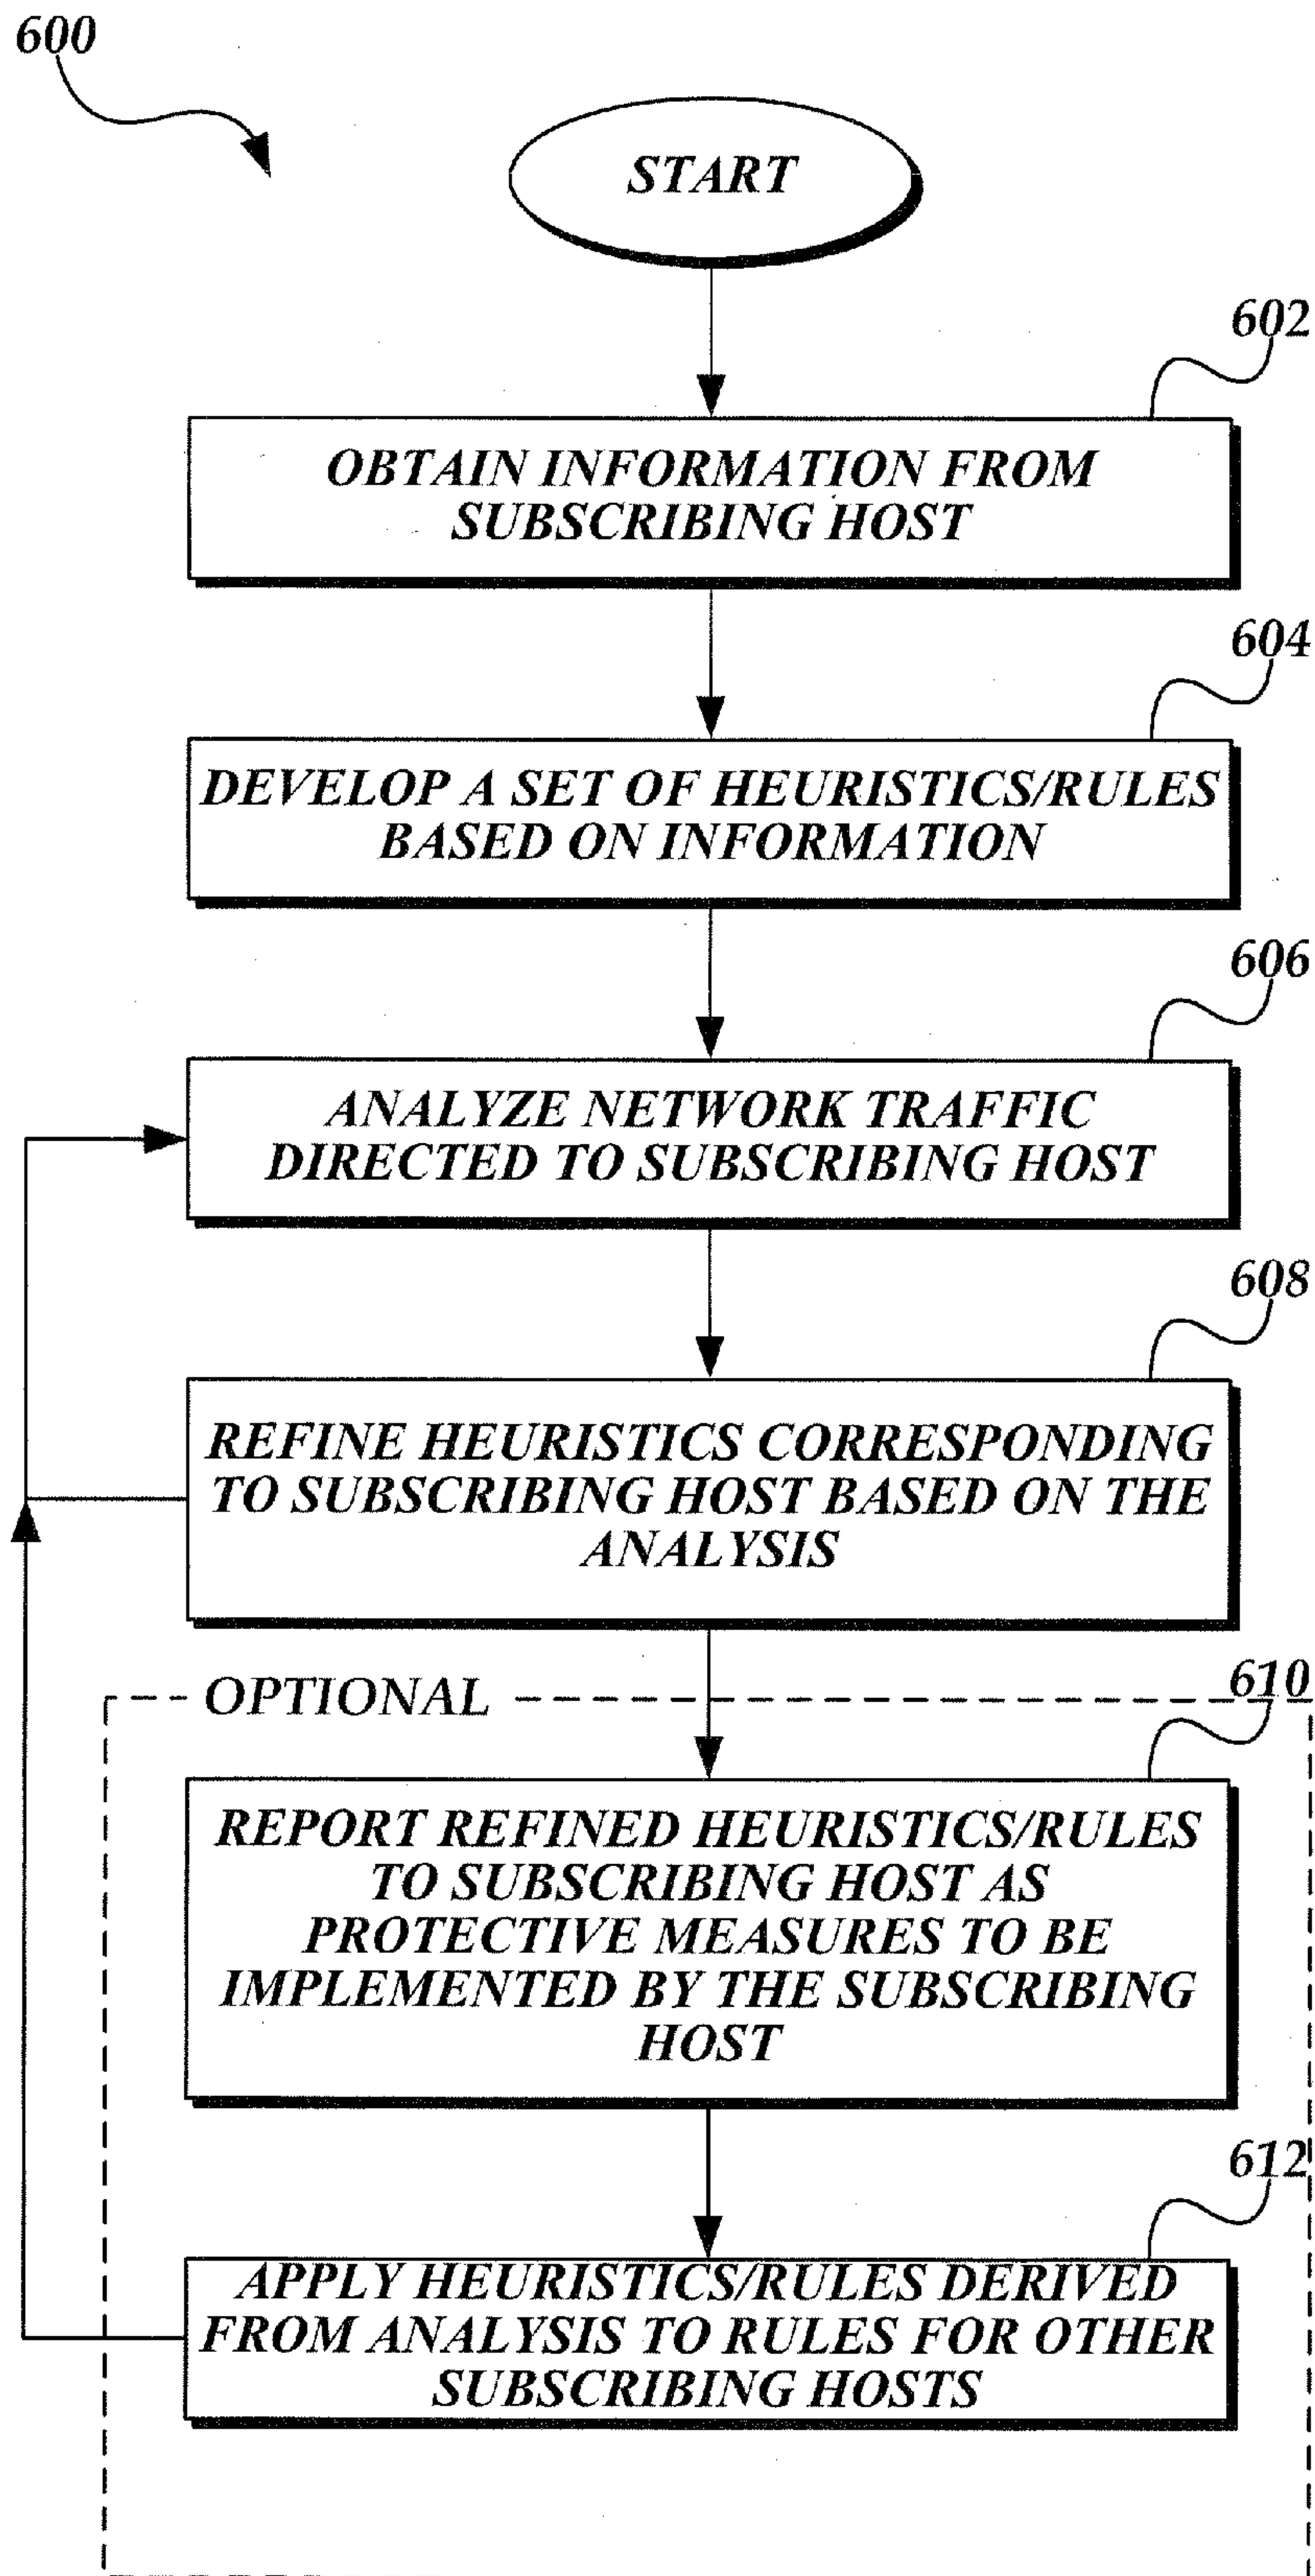 600
START
602
OBTAIN INFORMATION FROM
SUBSCRIBING HOST
604
DEVELOP A SET OF HEURISTICS/RULES
BASED ON INFORMATION
606
ANALYZE NETWORK TRAFFIC
DIRECTED TO SUBSCRIBING HOST
608
REFINE HEURISTICS CORRESPONDING
TO SUBSCRIBING HOST BASED ON THE
ANALYSIS
OPTIONAL
610
REPORT REFINED HEURISTICS/RULES
TO SUBSCRIBING HOST AS
PROTECTIVE MEASURES TO BE
IMPLEMENTED BY THE SUBSCRIBING
HOST
612
APPLY HEURISTICS/RULES DERIVED
FROM ANALYSIS TO RULES FOR OTHER
SUBSCRIBING HOSTS